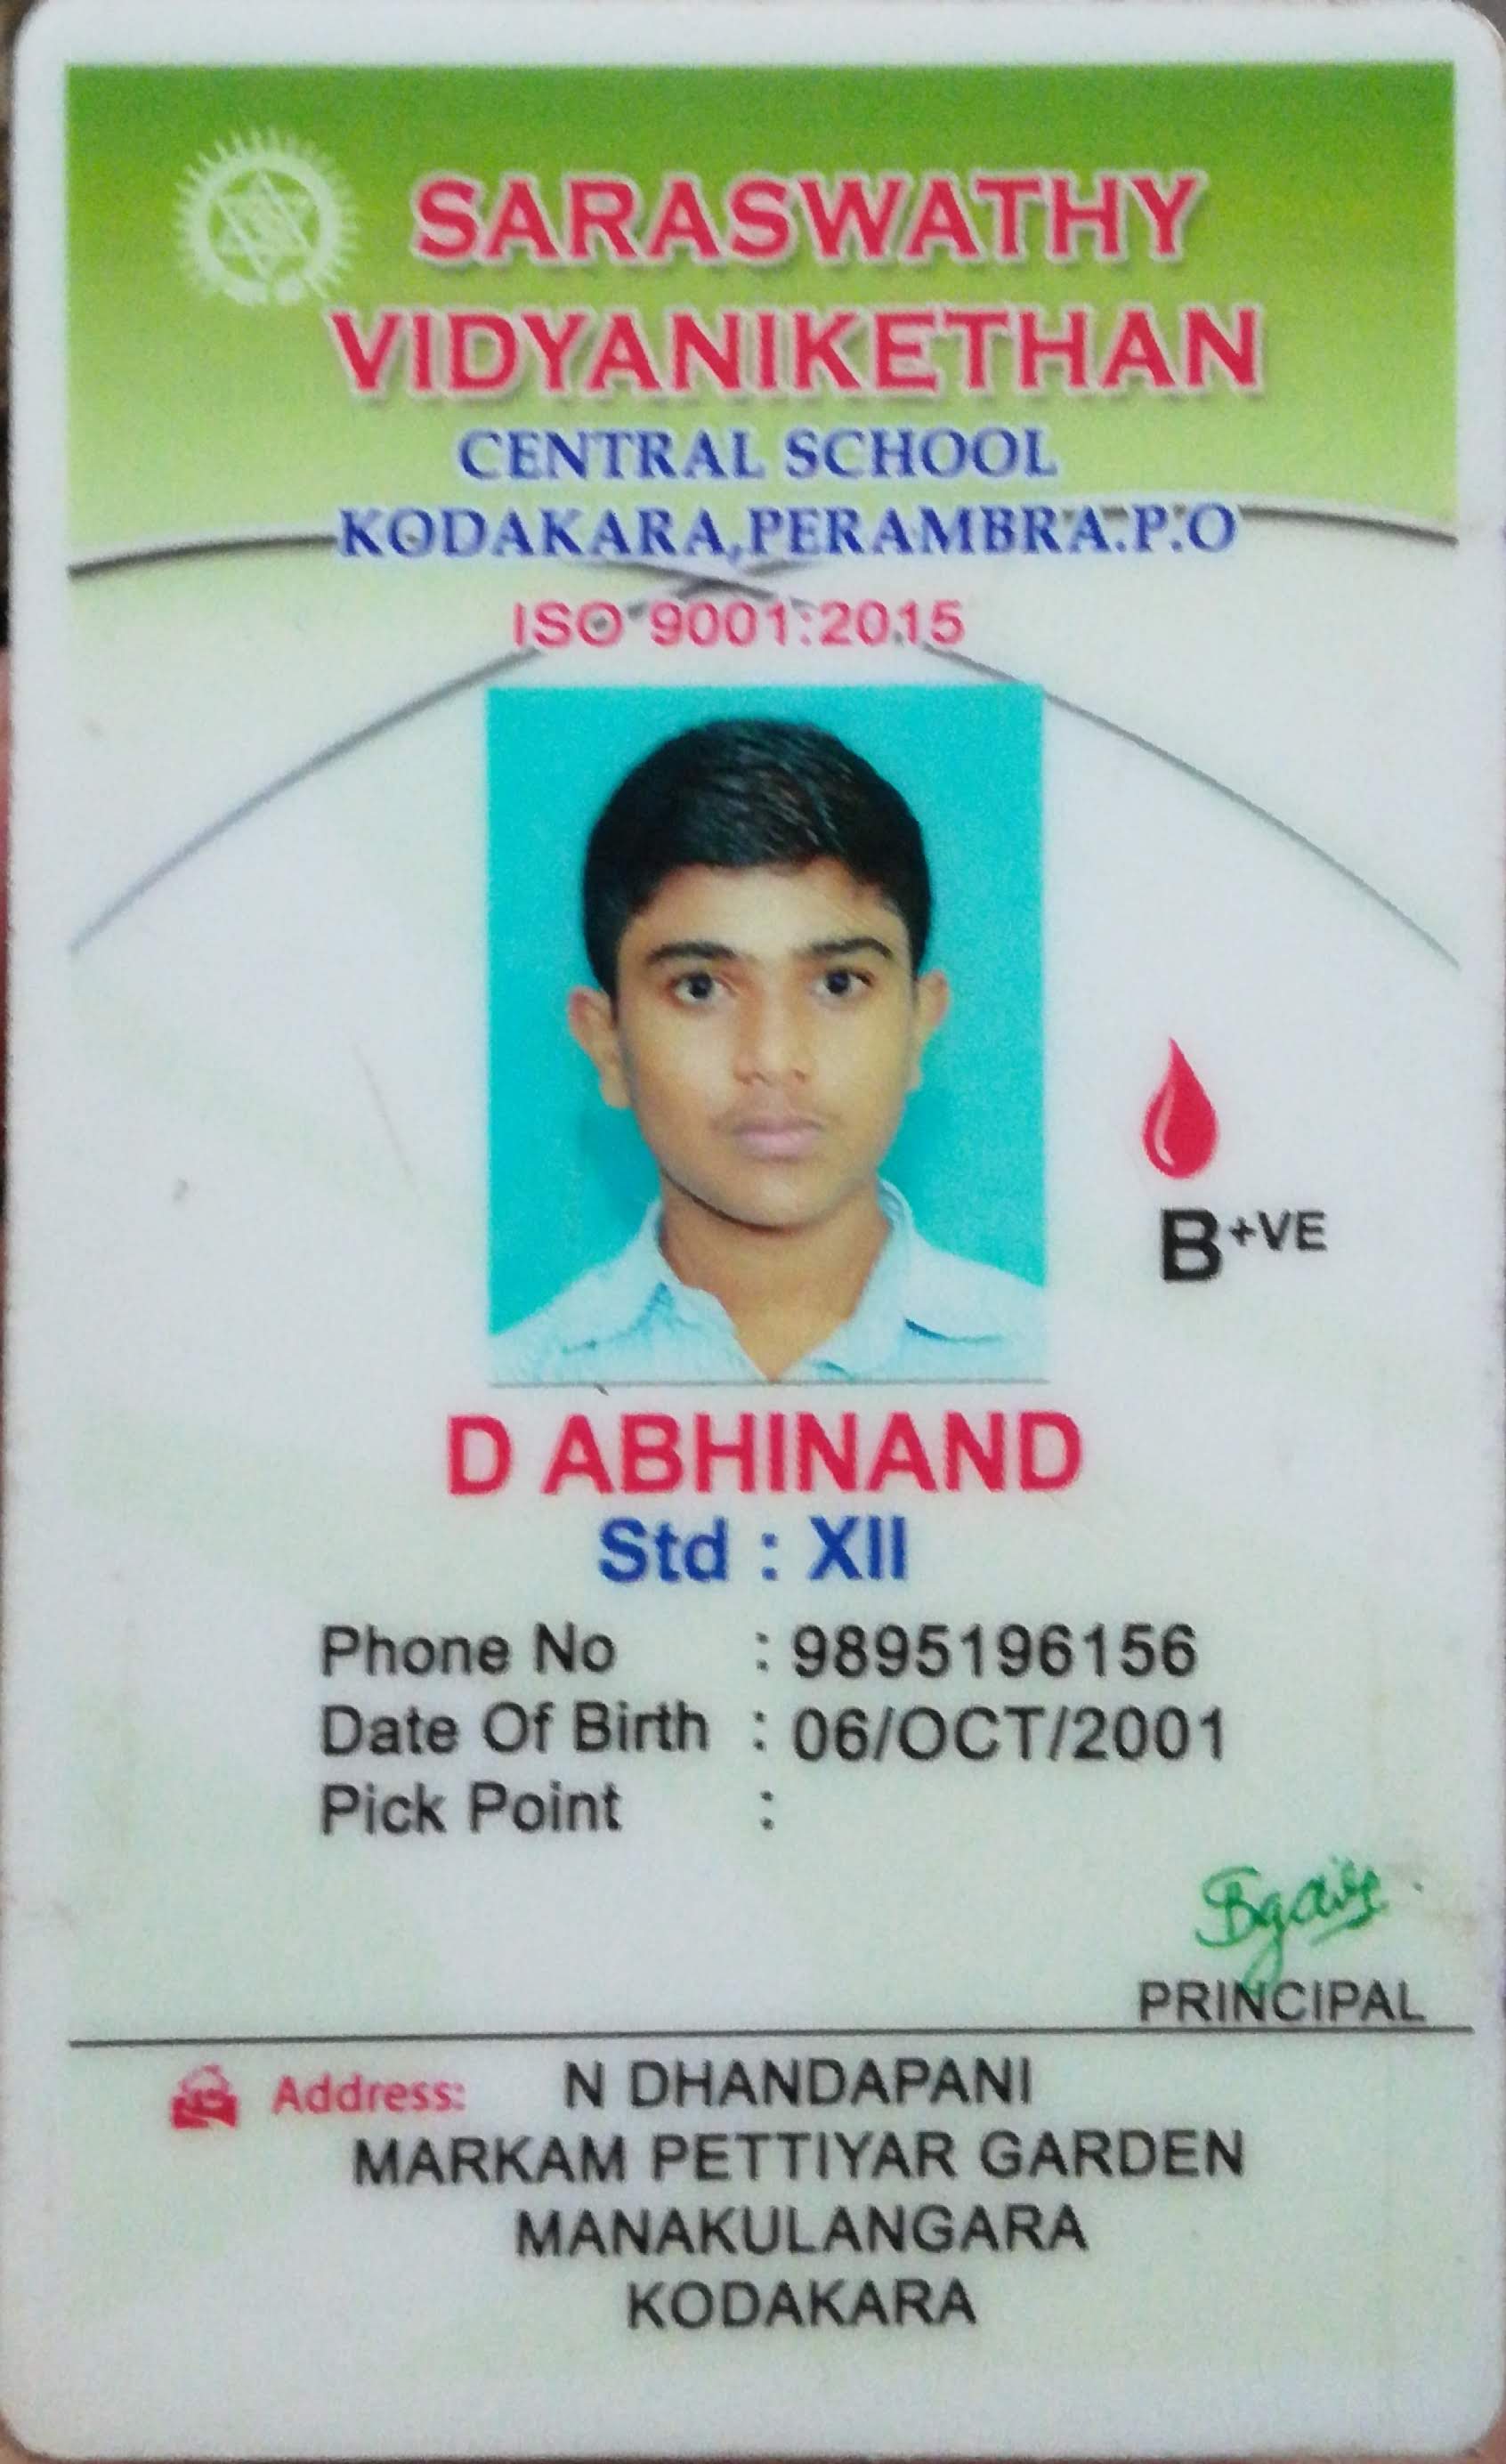 SARASWATHY
VIDYANIKETHAN
CENTRAL SCHOOL
KODAKARA,PERAMBRA.P.O
ISO 9001:2015
B+VE
D ABHINAND
Std : XII
Phone No : 9895196156
Date Of Birth : 06/OCT/2001
Pick Point :
PRINCIPAL
Address: N DHANDAPANI
MARKAM PETTIYAR GARDEN
MANAKULANGARA
KODAKARA